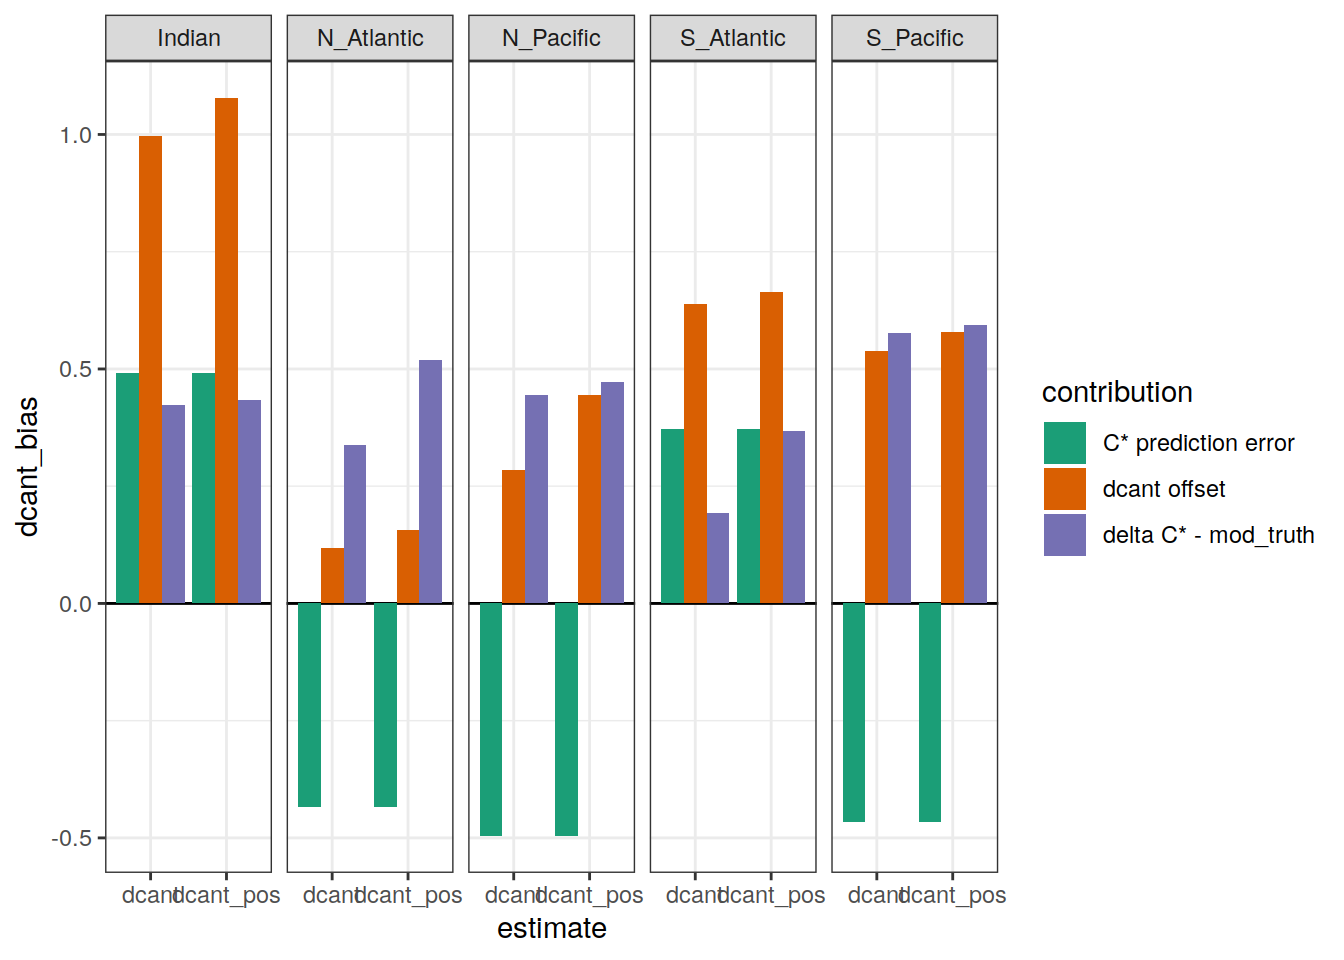 Indian N_Atlantic N_Pacific S_Atlantic S_Pacific
1.0
0.5
0.0
-0.5
dcant_bias
dcant dcant_pos dcant dcant_pos dcant dcant_pos dcant dcant_pos dcant dcant_pos
estimate
contribution
C* prediction error
dcant offset
delta C* - mod_truth